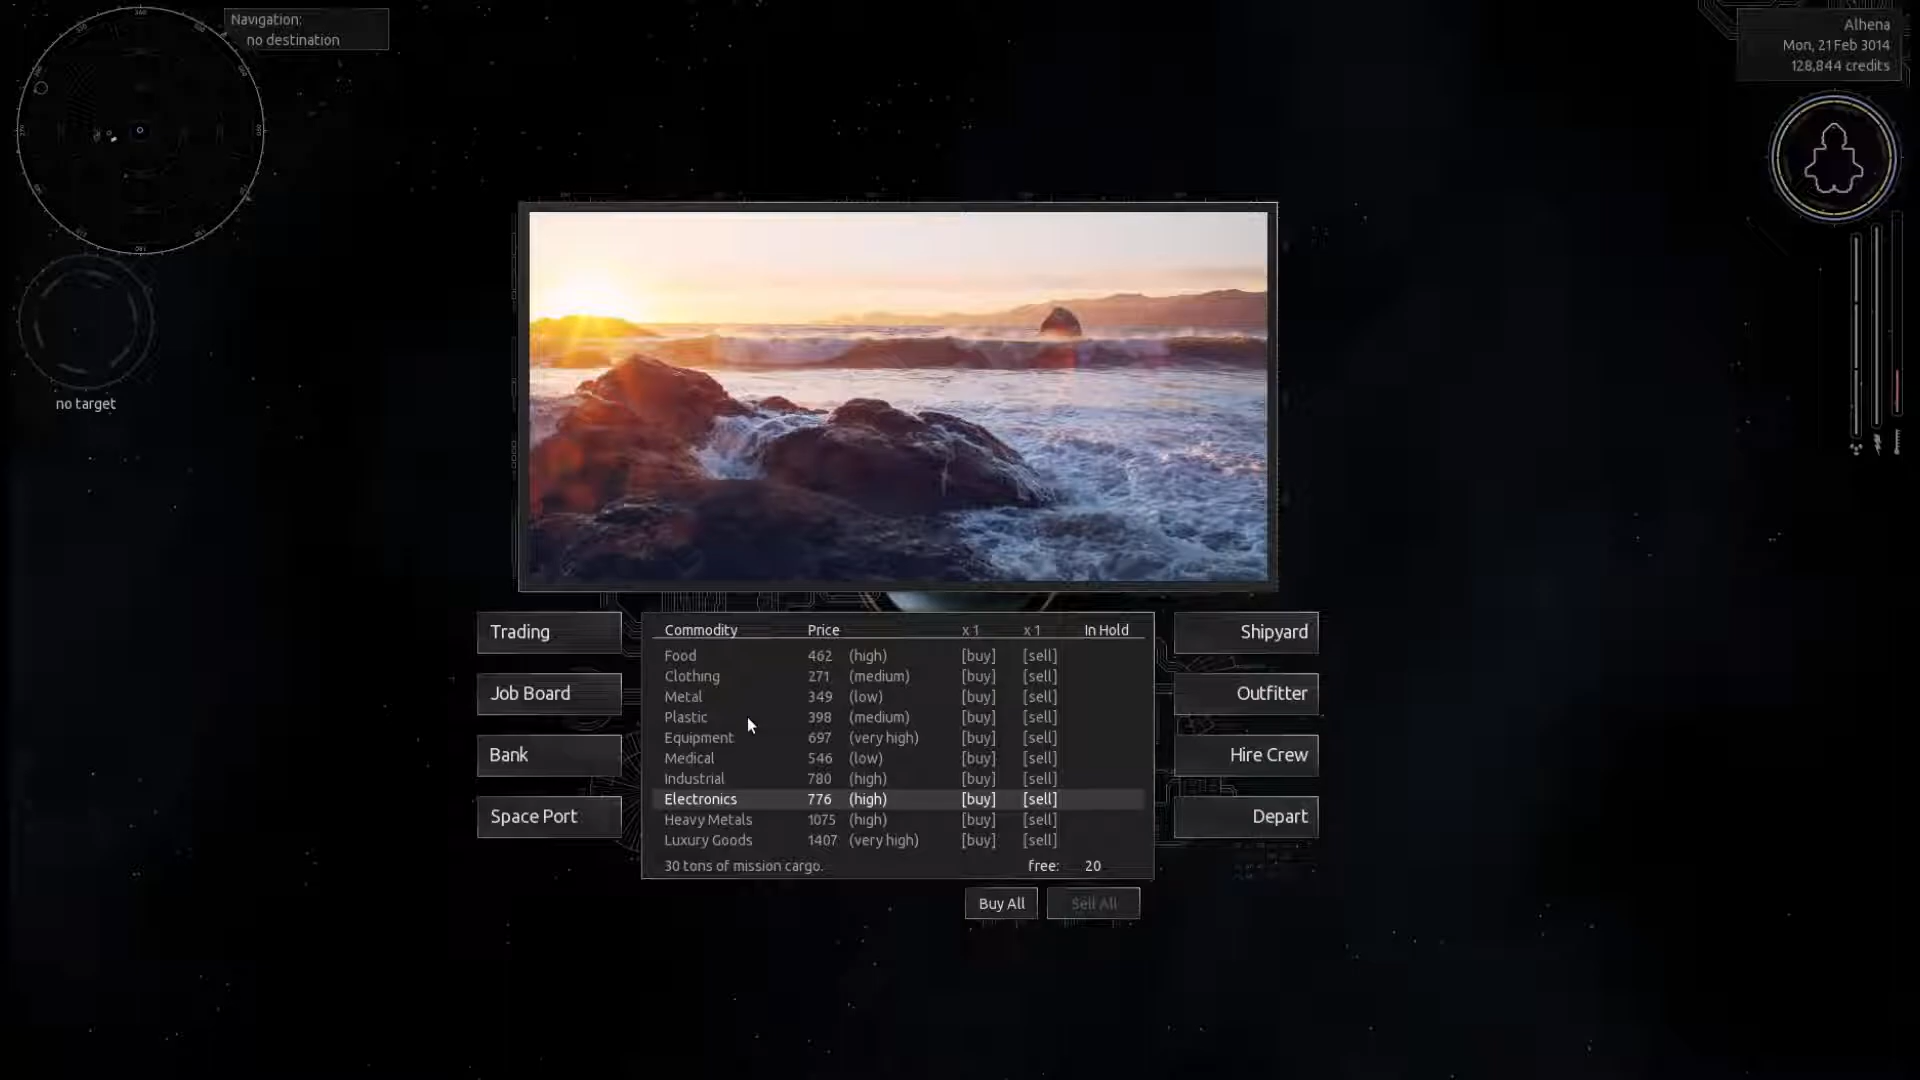 Navigation:
no destination
Alhena
Mon, 21 Feb 3014
128,844 credits
no target
Trading
Job Board
Bank
Space Port
Commodity Price x 1 x 1 In Hold
Food 462 (high) [buy] [sell]
Clothing 271 (medium) [buy] [sell]
Metal 349 (low) [buy] [sell]
Plastic 398 (medium) [buy] [sell]
Equipment 697 (very high) [buy] [sell]
Medical 546 (low) [buy] [sell]
Industrial 780 (high) [buy] [sell]
Electronics 776 (high) [buy] [sell]
Heavy Metals 1075 (high) [buy] [sell]
Luxury Goods 1407 (very high) [buy] [sell]
30 tons of mission cargo. free: 20
Buy All Sell All
Shipyard
Outfitter
Hire Crew
Depart